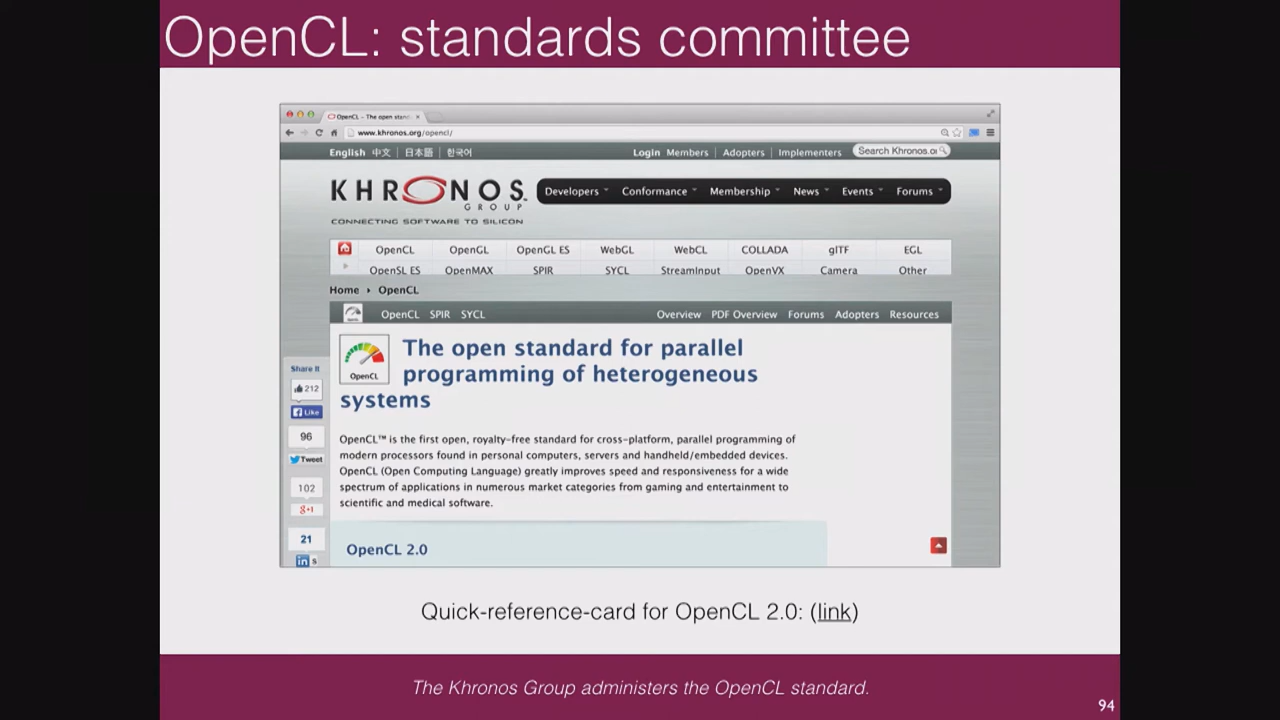 OpenCL: standards committee
OpenCL - The open stan
www.khronos.org/opencl/
English 中文 | 日本語 | 한국어
Login Members | Adopters | Implementers Search Khronos.or
KHRONOS
GROUP
CONNECTING SOFTWARE TO SILICON
Developers Conformance Membership News Events Forums
OpenCL OpenGL OpenGL ES WebGL WebCL COLLADA glTF EGL
OpenSL ES OpenMAX SPIR SYCL StreamInput OpenVX Camera Other
Home OpenCL
OpenCL SPIR SYCL Overview PDF Overview Forums Adopters Resources
The open standard for parallel
programming of heterogeneous
systems
OpenCL
Share It
212
Like
96
Tweet
102
g+1
21
in s
OpenCL™ is the first open, royalty-free standard for cross-platform, parallel programming of
modern processors found in personal computers, servers and handheld/embedded devices.
OpenCL (Open Computing Language) greatly improves speed and responsiveness for a wide
spectrum of applications in numerous market categories from gaming and entertainment to
scientific and medical software.
OpenCL 2.0
Quick-reference-card for OpenCL 2.0: (link)
The Khronos Group administers the OpenCL standard.
94